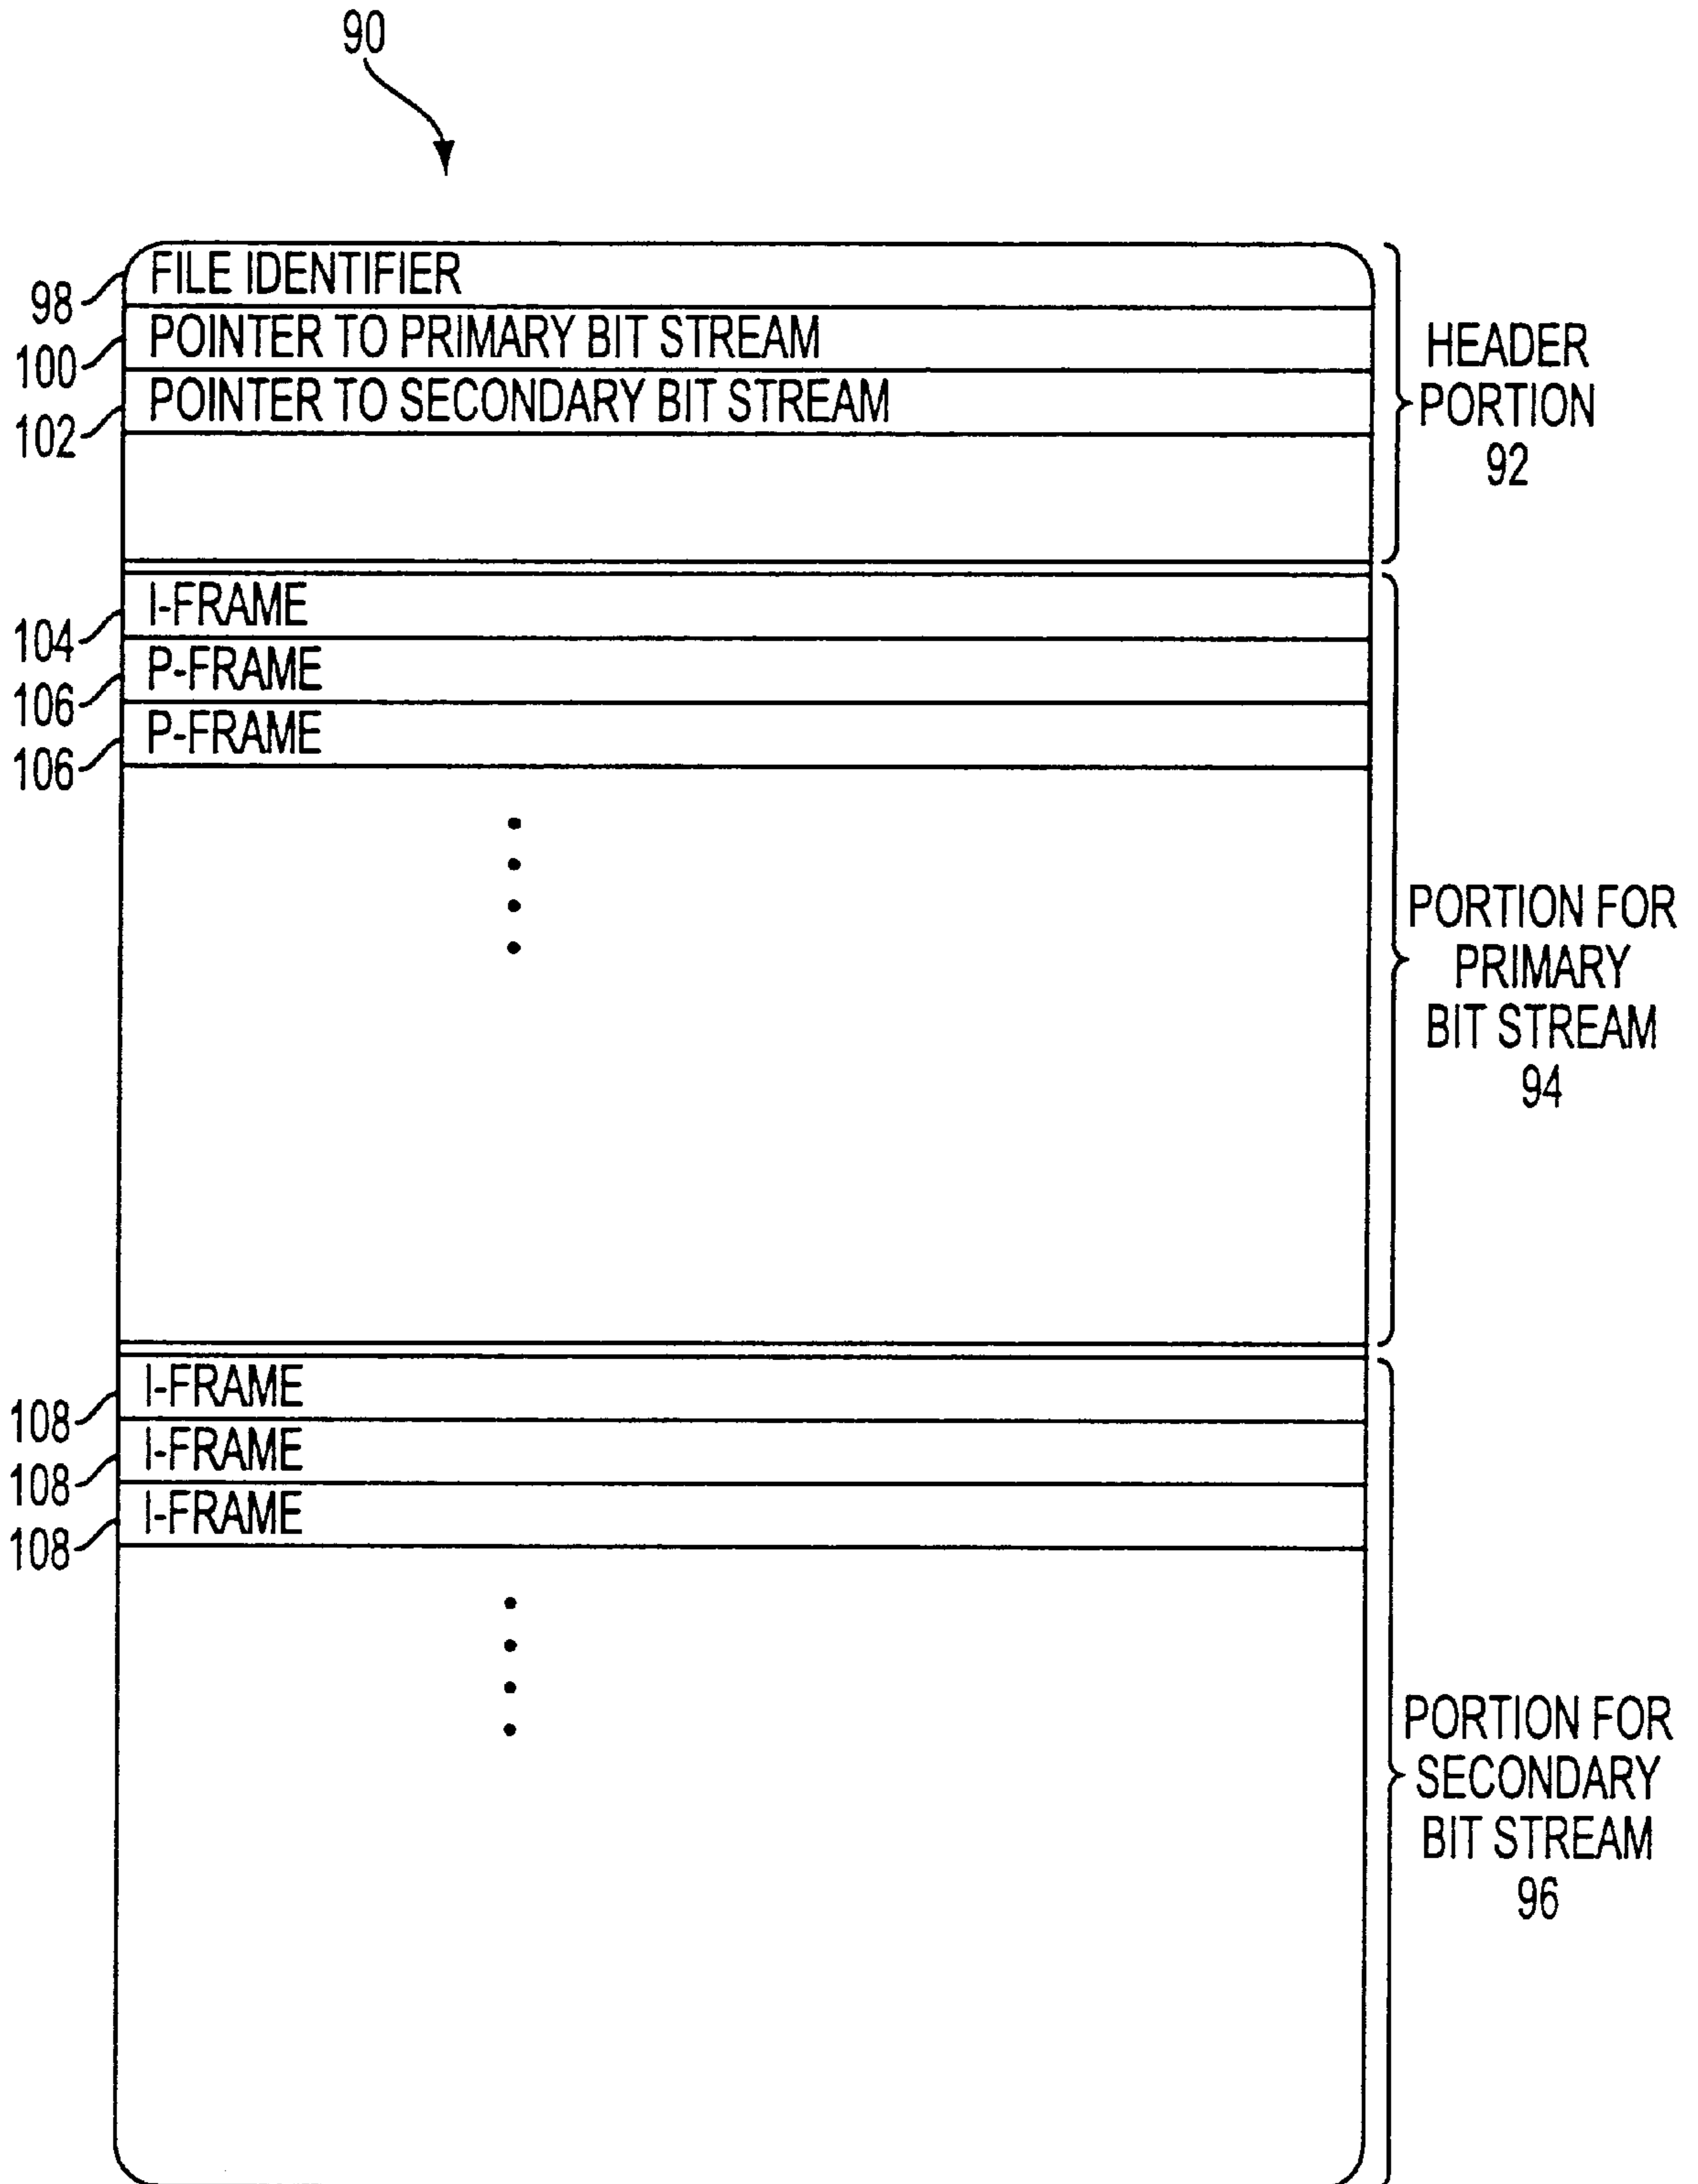 90
98
FILE IDENTIFIER
100
POINTER TO PRIMARY BIT STREAM
102
POINTER TO SECONDARY BIT STREAM
HEADER
PORTION
92
104
I-FRAME
106
P-FRAME
106
P-FRAME
PORTION FOR
PRIMARY
BIT STREAM
94
108
I-FRAME
108
I-FRAME
108
I-FRAME
PORTION FOR
SECONDARY
BIT STREAM
96